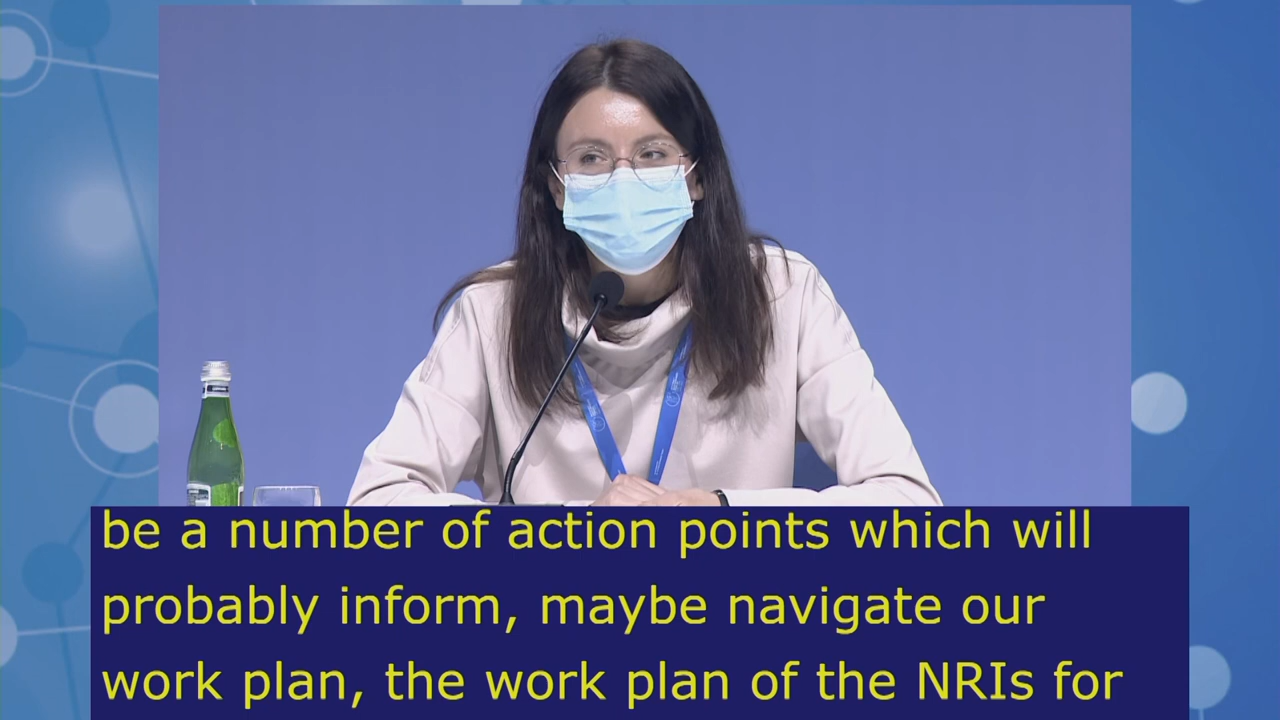 be a number of action points which will
probably inform, maybe navigate our
work plan, the work plan of the NRIs for